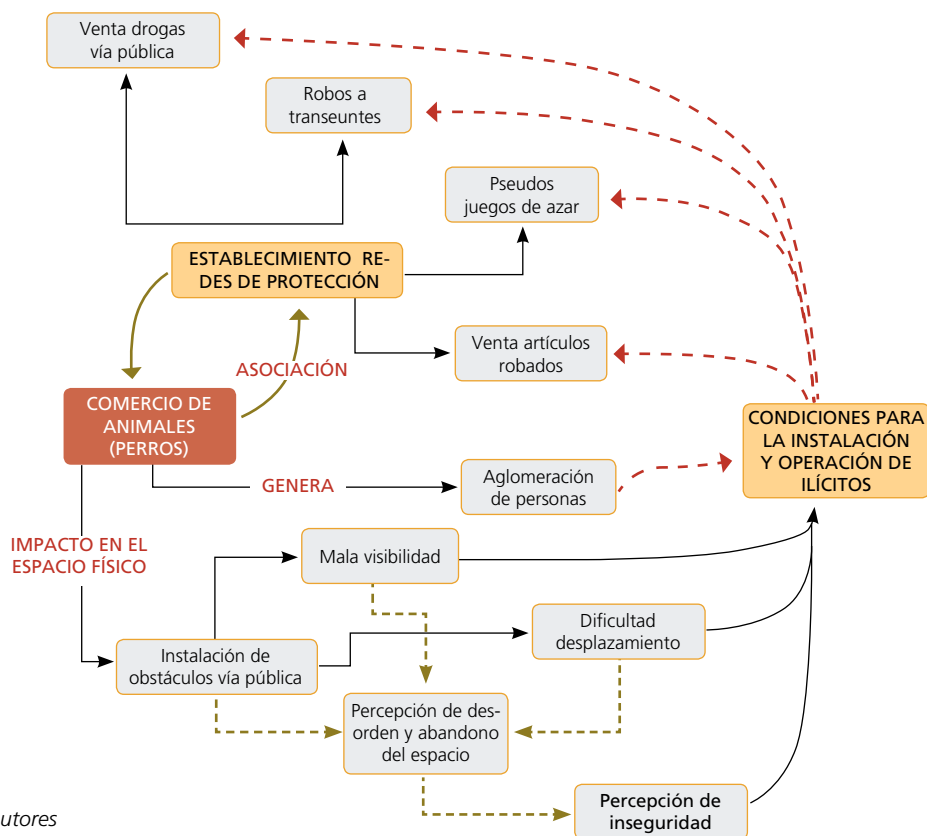 Venta drogas
vía pública
Robos a
transeuntes
Pseudos
juegos de azar
ESTABLECIMIENTO RE-
DES DE PROTECCIÓN
Venta artículos
robados
ASOCIACIÓN
COMERCIO DE
ANIMALES
(PERROS)
CONDICIONES PARA
LA INSTALACIÓN
Y OPERACIÓN DE
ILÍCITOS
GENERA
Aglomeración
de personas
IMPACTO EN EL
ESPACIO FÍSICO
Mala visibilidad
Dificultad
desplazamiento
Instalación de
obstáculos vía pública
Percepción de des-
orden y abandono
del espacio
Percepción de
inseguridad
utores